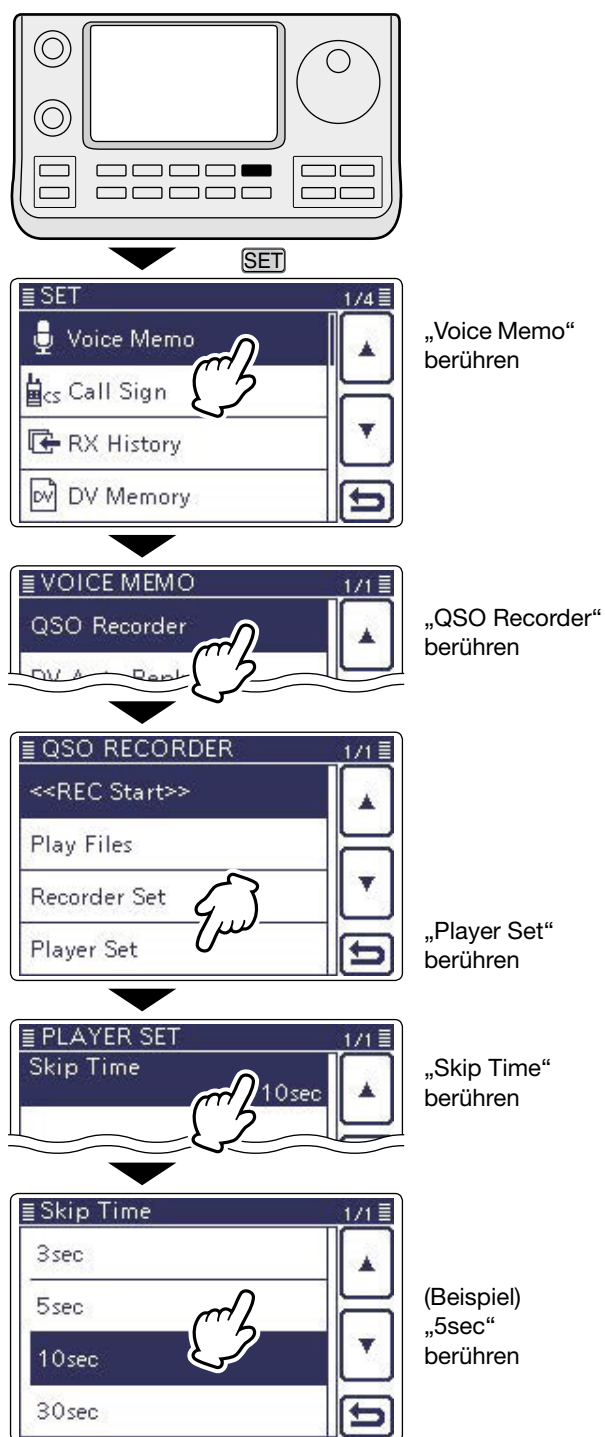 SET
SET 1/4
Voice Memo
„Voice Memo“
berühren
CS Call Sign
RX History
DV DV Memory
VOICE MEMO 1/1
QSO Recorder
„QSO Recorder“
berühren
QSO RECORDER 1/1
<<REC Start>>
Play Files
Recorder Set
Player Set
„Player Set“
berühren
PLAYER SET 1/1
Skip Time
10sec
„Skip Time“
berühren
Skip Time 1/1
3sec
5sec
10sec
30sec
(Beispiel)
„5sec“
berühren